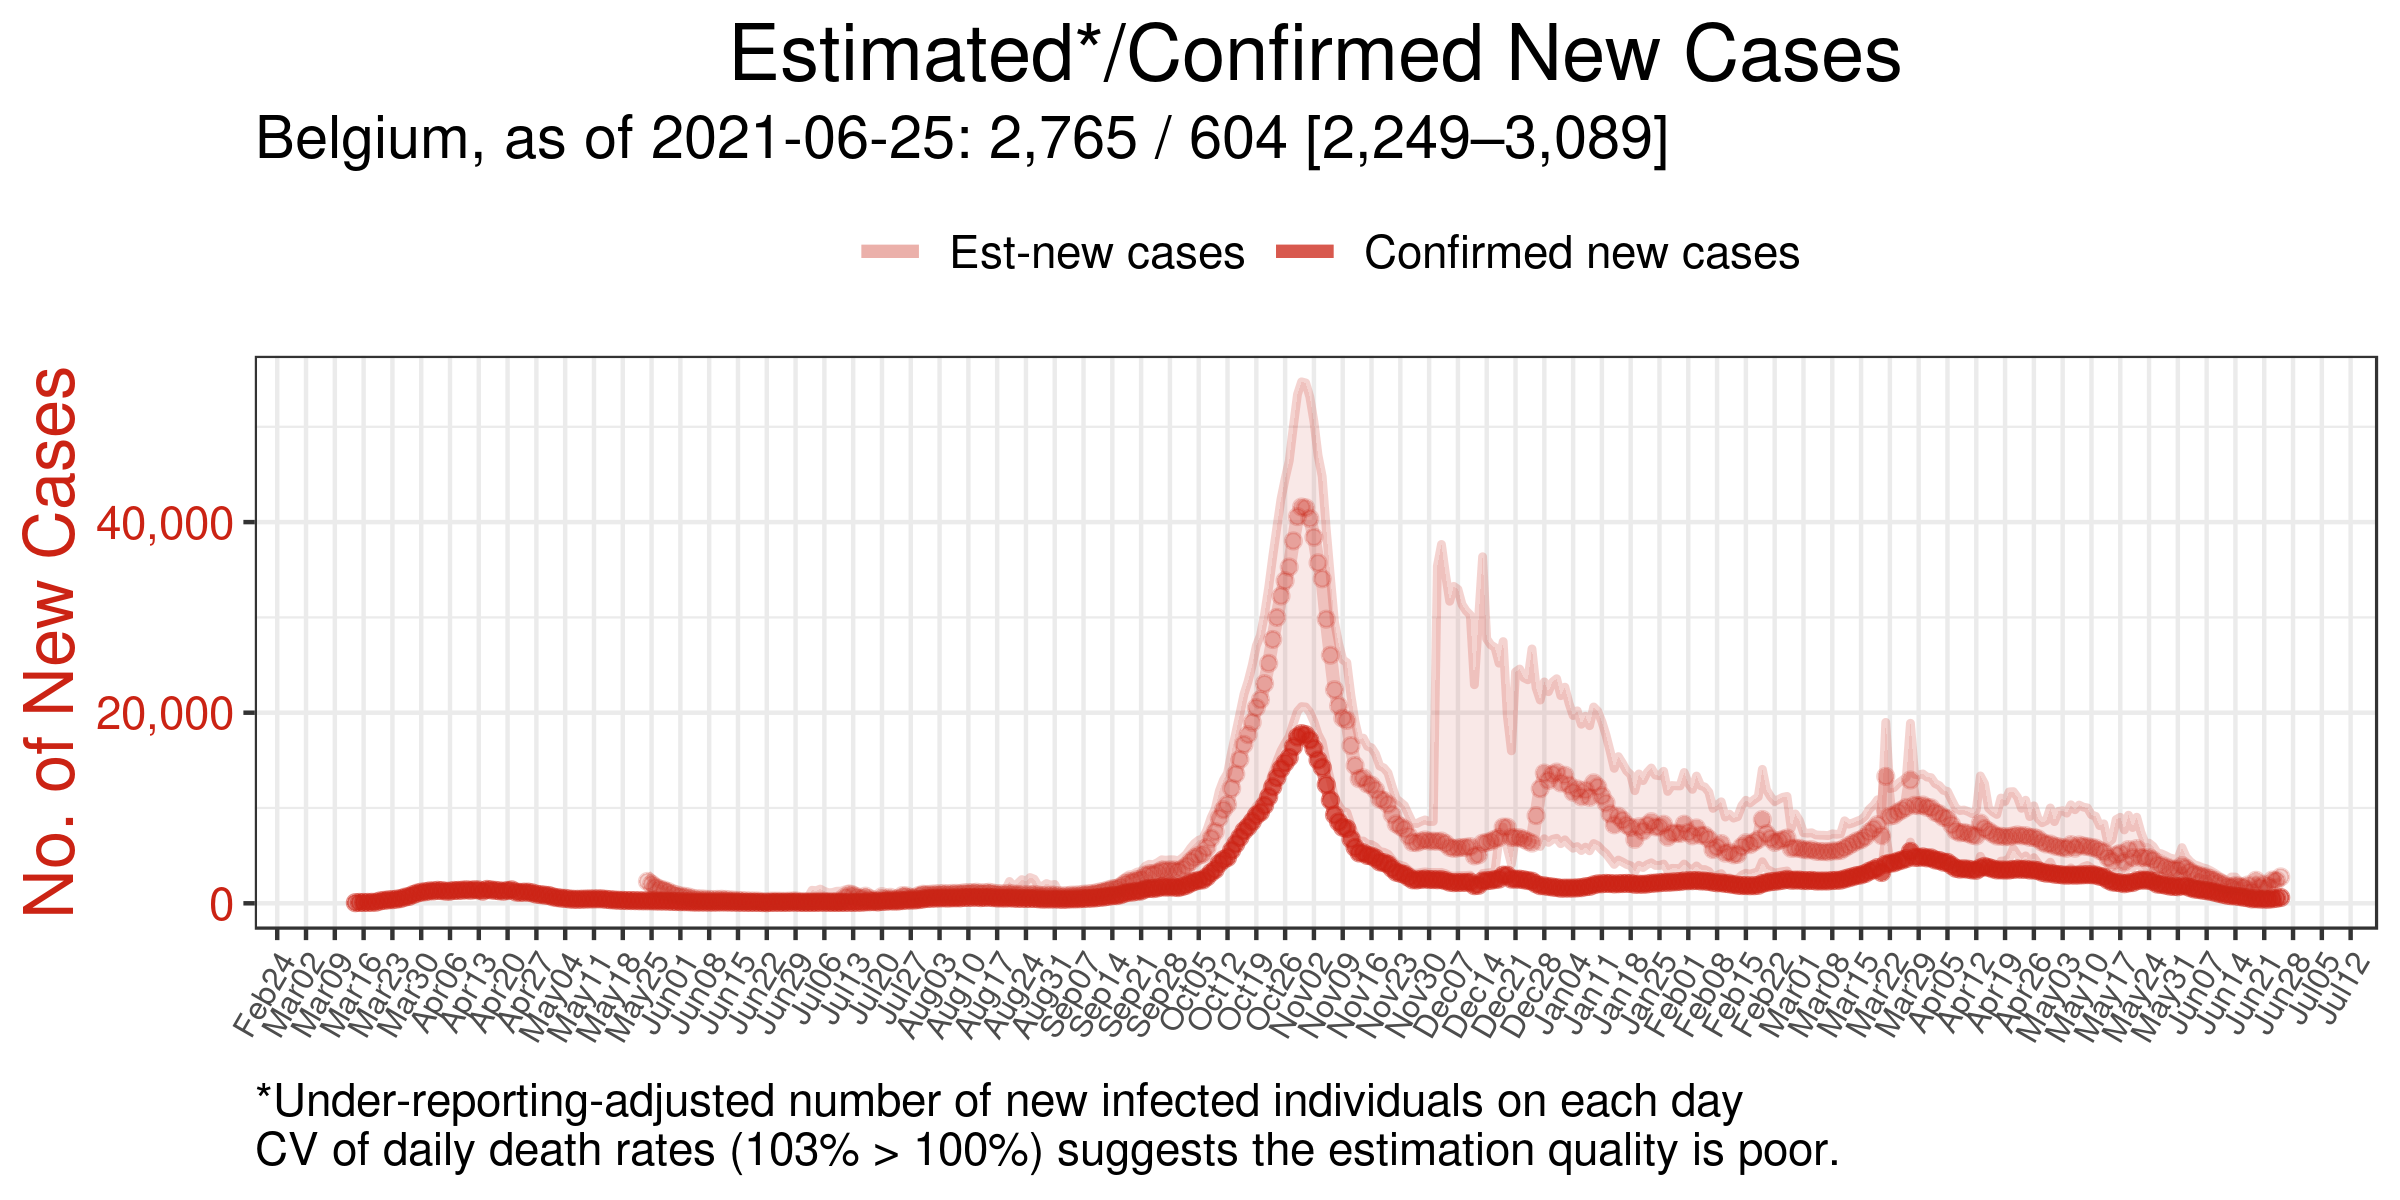 Estimated*/Confirmed New Cases
Belgium, as of 2021-06-25: 2,765 / 604 [2,249–3,089]
Est-new cases
Confirmed new cases
No. of New Cases
40,000
20,000
0
Feb24
Mar02
Mar09
Mar16
Mar23
Mar30
Apr06
Apr13
Apr20
Apr27
May04
May11
May18
May25
Jun01
Jun08
Jun15
Jun22
Jun29
Jul06
Jul13
Jul20
Jul27
Aug03
Aug10
Aug17
Aug24
Aug31
Sep07
Sep14
Sep21
Sep28
Oct05
Oct12
Oct19
Oct26
Nov02
Nov09
Nov16
Nov23
Nov30
Dec07
Dec14
Dec21
Dec28
Jan04
Jan11
Jan18
Jan25
Feb01
Feb08
Feb15
Feb22
Mar01
Mar08
Mar15
Mar22
Mar29
Apr05
Apr12
Apr19
Apr26
May03
May10
May17
May24
May31
Jun07
Jun14
Jun21
Jun28
Jul05
Jul12
*Under-reporting-adjusted number of new infected individuals on each day
CV of daily death rates (103% > 100%) suggests the estimation quality is poor.